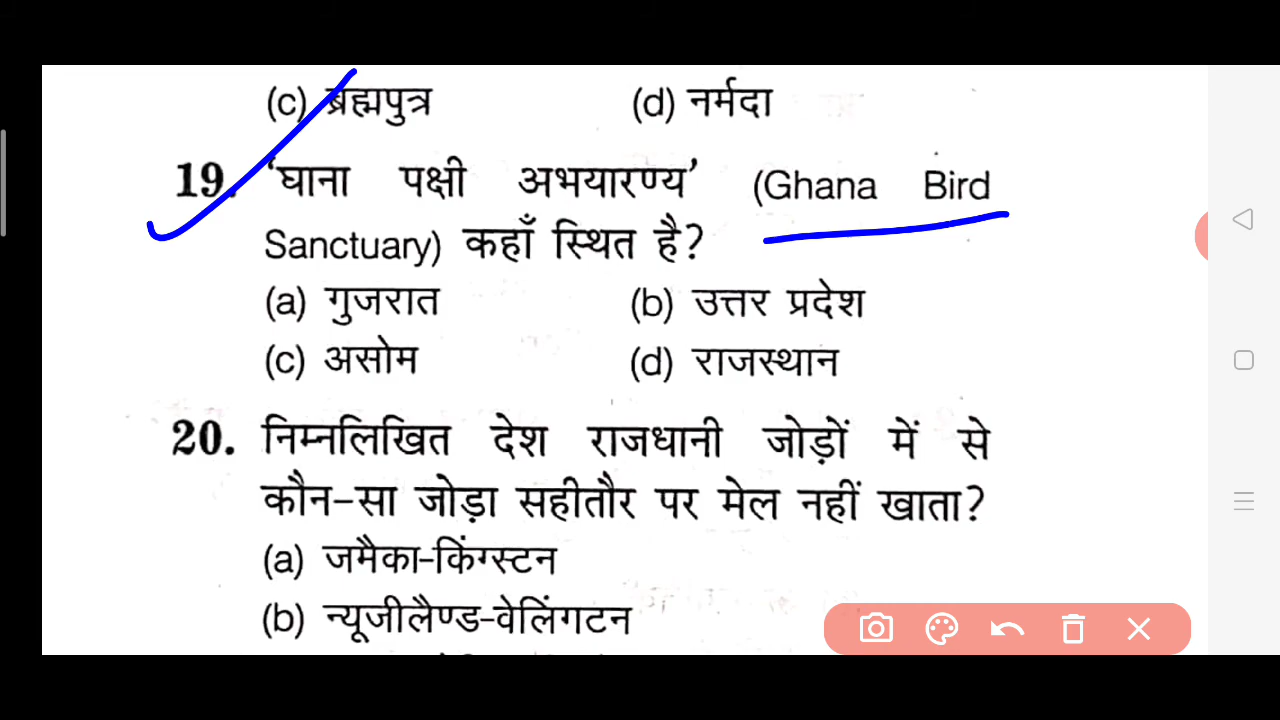 (c) ब्रह्मपुत्र (d) नर्मदा
19. 'घाना पक्षी अभयारण्य' (Ghana Bird
Sanctuary) कहाँ स्थित है?
(a) गुजरात (b) उत्तर प्रदेश
(c) असोम (d) राजस्थान
20. निम्नलिखित देश राजधानी जोड़ों में से
कौन-सा जोड़ा सहीतौर पर मेल नहीं खाता?
(a) जमैका-किंग्स्टन
(b) न्यूजीलैण्ड-वेलिंगटन